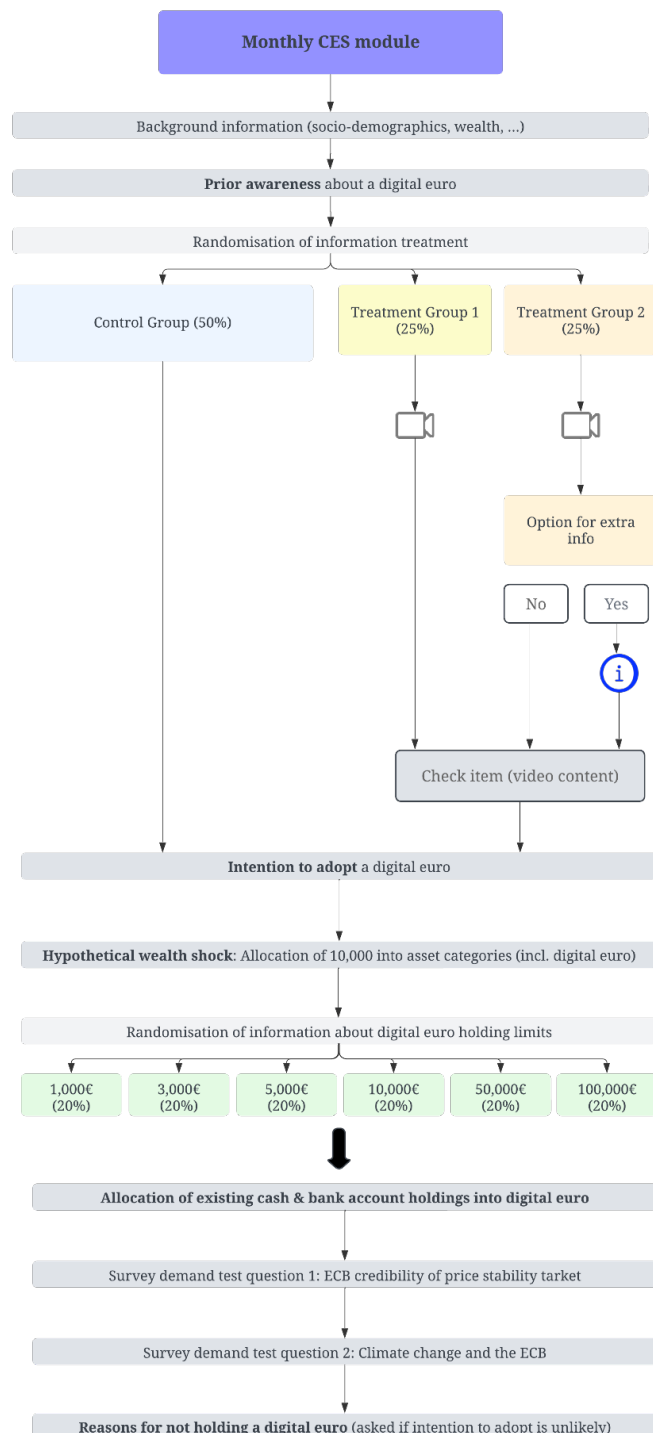 Monthly CES module
Background information (socio-demographics, wealth, ...)
Prior awareness about a digital euro
Randomisation of information treatment
Control Group (50%)
Treatment Group 1
(25%)
Treatment Group 2
(25%)
Option for extra
info
No
Yes
i
Check item (video content)
Intention to adopt a digital euro
Hypothetical wealth shock: Allocation of 10,000 into asset categories (incl. digital euro)
Randomisation of information about digital euro holding limits
1,000€
(20%)
3,000€
(20%)
5,000€
(20%)
10,000€
(20%)
50,000€
(20%)
100,000€
(20%)
Allocation of existing cash & bank account holdings into digital euro
Survey demand test question 1: ECB credibility of price stability tarket
Survey demand test question 2: Climate change and the ECB
Reasons for not holding a digital euro (asked if intention to adopt is unlikely)